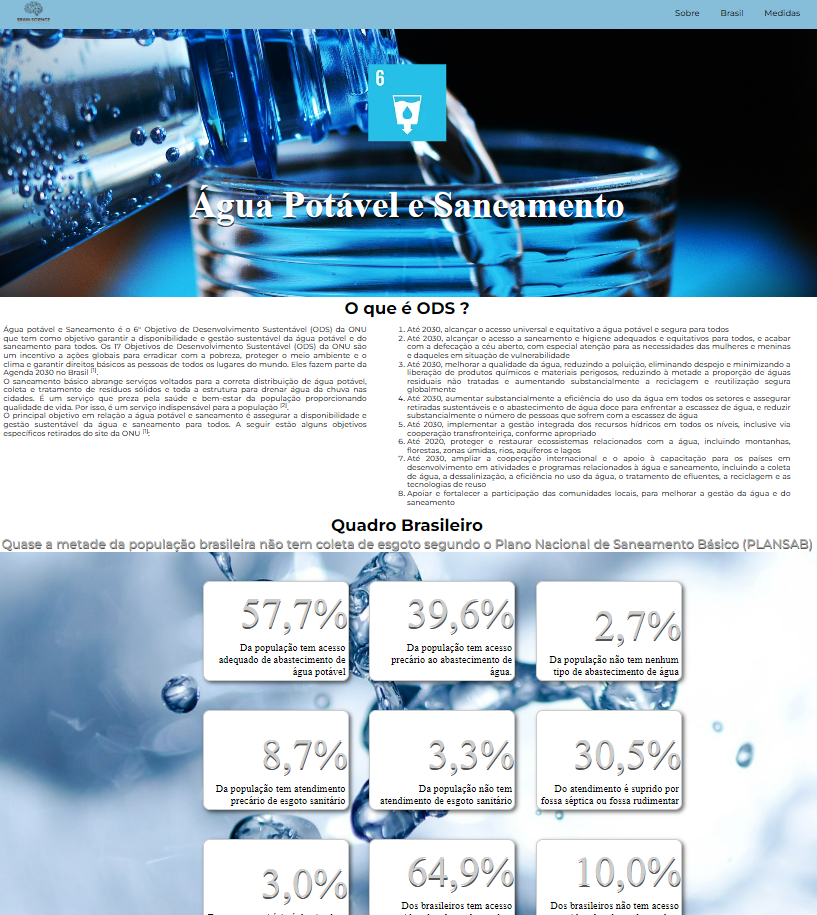 BRAIN SCIENCE
Sobre
Brasil
Medidas
6
Água Potável e Saneamento
O que é ODS ?
Água potável e Saneamento é o 6º Objetivo de Desenvolvimento Sustentável (ODS) da ONU
que tem como objetivo garantir a disponibilidade e gestão sustentável da água potável e do
saneamento para todos. Os 17 Objetivos de Desenvolvimento Sustentável (ODS) da ONU são
um incentivo a ações globais para erradicar com a pobreza, proteger o meio ambiente e o
clima e garantir direitos básicos as pessoas de todos os lugares do mundo. Eles fazem parte da
Agenda 2030 no Brasil [1].
O saneamento básico abrange serviços voltados para a correta distribuição de água potável,
coleta e tratamento de resíduos sólidos e toda a estrutura para drenar água da chuva nas
cidades. É um serviço que preza pela saúde e bem-estar da população proporcionando
qualidade de vida. Por isso, é um serviço indispensável para a população [2].
O principal objetivo em relação a água potável e saneamento é assegurar a disponibilidade e
gestão sustentável da água e saneamento para todos. A seguir estão alguns objetivos
específicos retirados do site da ONU [1]:
1. Até 2030, alcançar o acesso universal e equitativo a água potável e segura para todos
2. Até 2030, alcançar o acesso a saneamento e higiene adequados e equitativos para todos, e acabar
com a defecação a céu aberto, com especial atenção para as necessidades das mulheres e meninas
e daqueles em situação de vulnerabilidade
3. Até 2030, melhorar a qualidade da água, reduzindo a poluição, eliminando despejo e minimizando a
liberação de produtos químicos e materiais perigosos, reduzindo à metade a proporção de águas
residuais não tratadas e aumentando substancialmente a reciclagem e reutilização segura
globalmente
4. Até 2030, aumentar substancialmente a eficiência do uso da água em todos os setores e assegurar
retiradas sustentáveis e o abastecimento de água doce para enfrentar a escassez de água, e reduzir
substancialmente o número de pessoas que sofrem com a escassez de água
5. Até 2030, implementar a gestão integrada dos recursos hídricos em todos os níveis, inclusive via
cooperação transfronteiriça, conforme apropriado
6. Até 2020, proteger e restaurar ecossistemas relacionados com a água, incluindo montanhas,
florestas, zonas úmidas, rios, aquíferos e lagos
7. Até 2030, ampliar a cooperação internacional e o apoio à capacitação para os países em
desenvolvimento em atividades e programas relacionados à água e saneamento, incluindo a coleta
de água, a dessalinização, a eficiência no uso da água, o tratamento de efluentes, a reciclagem e as
tecnologias de reuso
8. Apoiar e fortalecer a participação das comunidades locais, para melhorar a gestão da água e do
saneamento
Quadro Brasileiro
Quase a metade da população brasileira não tem coleta de esgoto segundo o Plano Nacional de Saneamento Básico (PLANSAB)
57,7%
Da população tem acesso
adequado de abastecimento de
água potável
39,6%
Da população tem acesso
precário ao abastecimento de
água.
2,7%
Da população não tem nenhum
tipo de abastecimento de água
8,7%
Da população tem atendimento
precário de esgoto sanitário
3,3%
Da população não tem
atendimento de esgoto sanitário
30,5%
Do atendimento é suprido por
fossa séptica ou fossa rudimentar
3,0%
64,9%
Dos brasileiros tem acesso
10,0%
Dos brasileiros não tem acesso